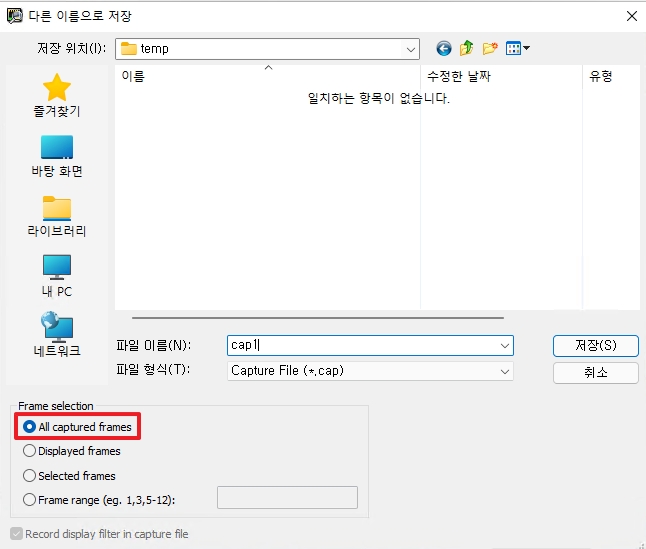 다른 이름으로 저장
저장 위치(I):
temp
이름
수정한 날짜
유형
일치하는 항목이 없습니다.
즐겨찾기
바탕 화면
라이브러리
내 PC
네트워크
파일 이름(N):
cap1
저장(S)
파일 형식(T):
Capture File (*.cap)
취소
Frame selection
All captured frames
Displayed frames
Selected frames
Frame range (eg. 1,3,5-12):
Record display filter in capture file